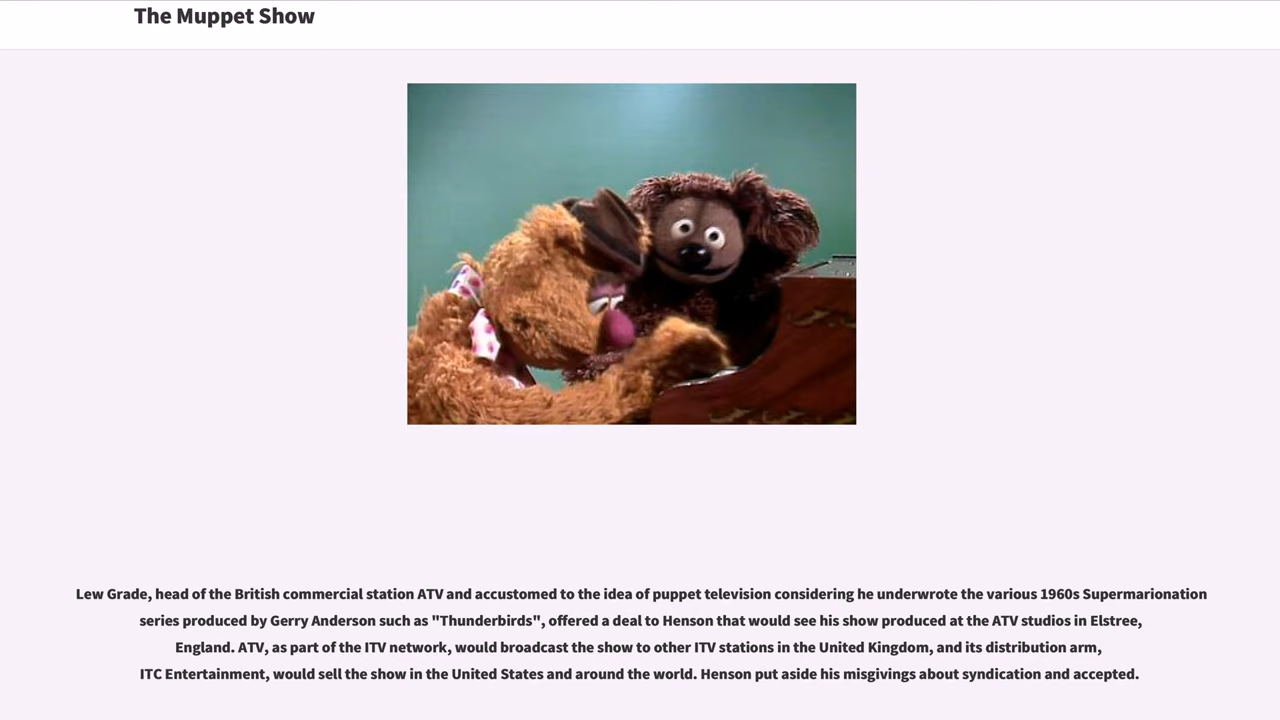 The Muppet Show
Lew Grade, head of the British commercial station ATV and accustomed to the idea of puppet television considering he underwrote the various 1960s Supermarionation
series produced by Gerry Anderson such as "Thunderbirds", offered a deal to Henson that would see his show produced at the ATV studios in Elstree,
England. ATV, as part of the ITV network, would broadcast the show to other ITV stations in the United Kingdom, and its distribution arm,
ITC Entertainment, would sell the show in the United States and around the world. Henson put aside his misgivings about syndication and accepted.